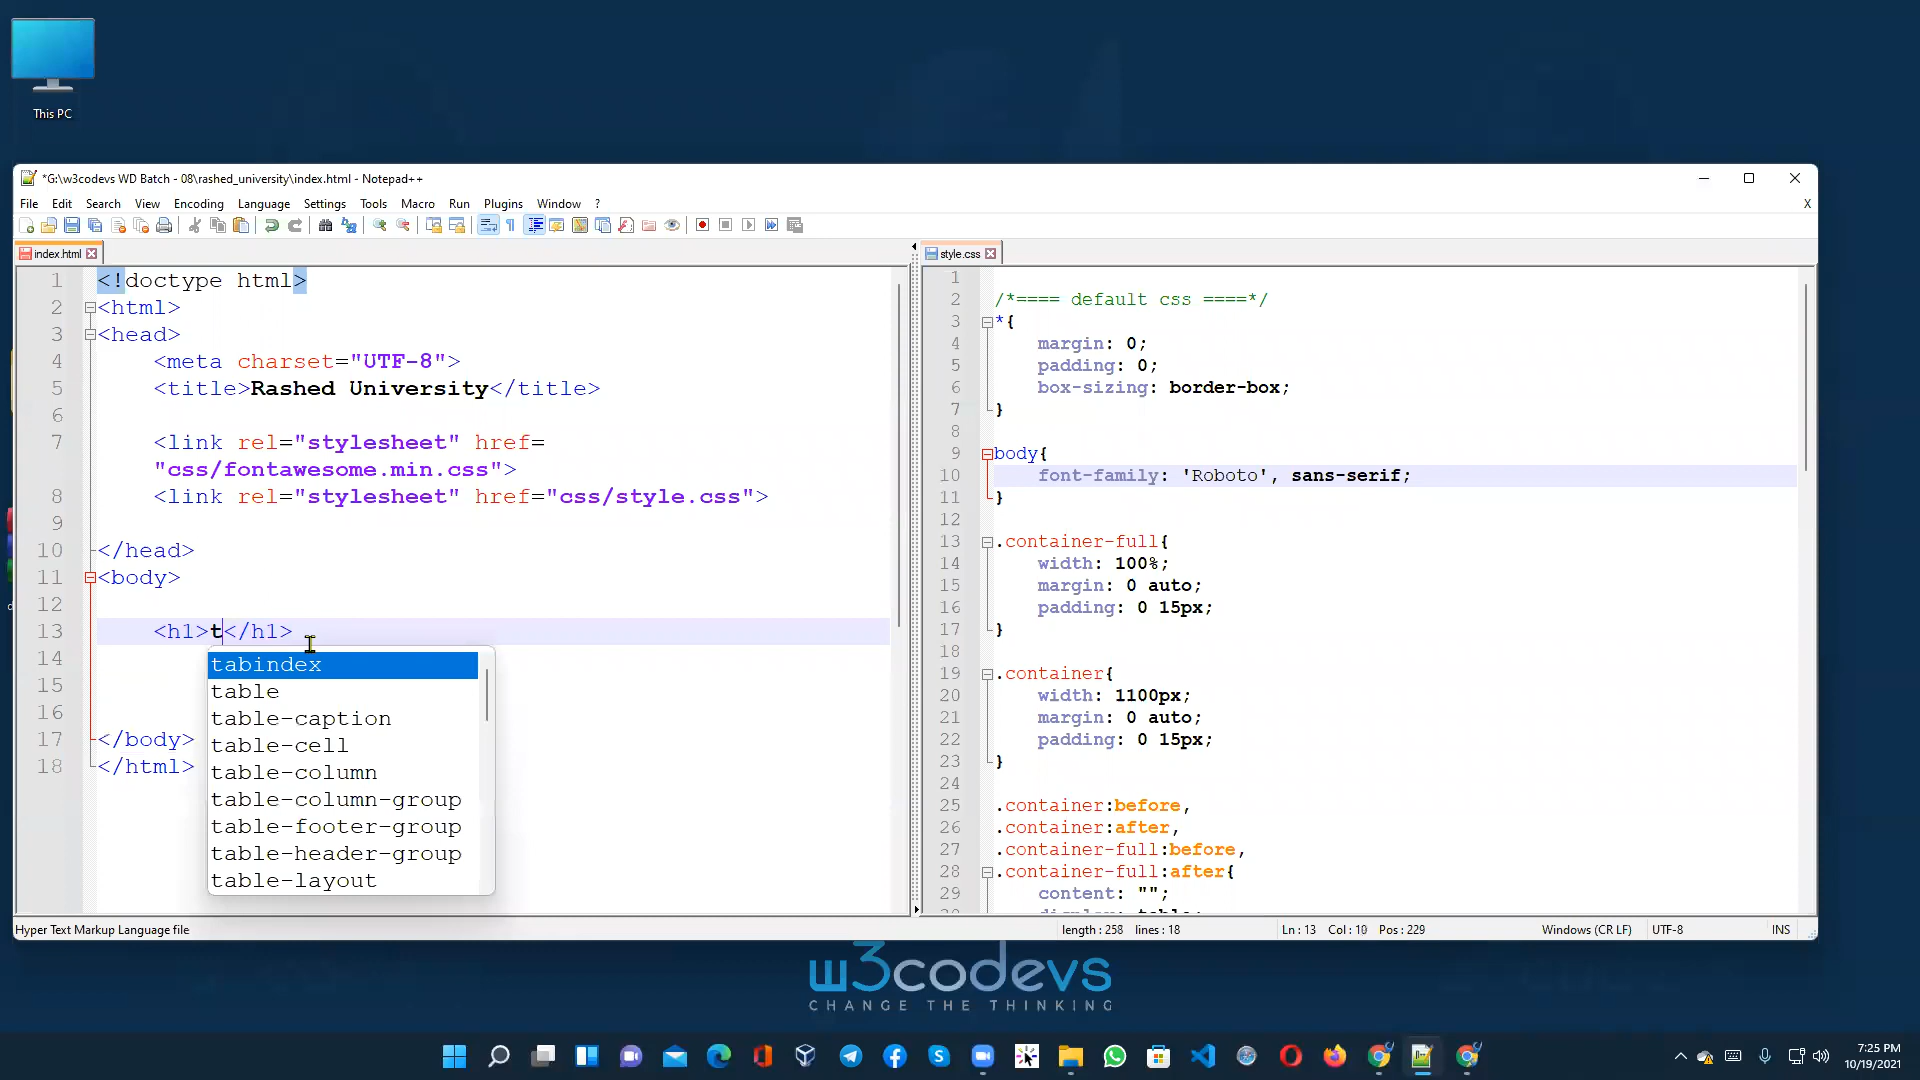 This PC
*G:\w3codevs WD Batch - 08\rashed_university\index.html - Notepad++
File Edit Search View Encoding Language Settings Tools Macro Run Plugins Window ? X
index.html
1 <!doctype html>
2 <html>
3 <head>
4 <meta charset="UTF-8">
5 <title>Rashed University</title>
6
7 <link rel="stylesheet" href=
"css/fontawesome.min.css">
8 <link rel="stylesheet" href="css/style.css">
9
10 </head>
11 <body>
12
13 <h1>t</h1>
14
15
16
17 </body>
18 </html>
tabindex
table
table-caption
table-cell
table-column
table-column-group
table-footer-group
table-header-group
table-layout
style.css
1
2 /*==== default css ====*/
3 *{
4 margin: 0;
5 padding: 0;
6 box-sizing: border-box;
7 }
8
9 body{
10 font-family: 'Roboto', sans-serif;
11 }
12
13 .container-full{
14 width: 100%;
15 margin: 0 auto;
16 padding: 0 15px;
17 }
18
19 .container{
20 width: 1100px;
21 margin: 0 auto;
22 padding: 0 15px;
23 }
24
25 .container:before,
26 .container:after,
27 .container-full:before,
28 .container-full:after{
29 content: "";
Hyper Text Markup Language file length : 258 lines : 18 Ln : 13 Col : 10 Pos : 229 Windows (CR LF) UTF-8 INS
w3codevs
CHANGE THE THINKING
7:25 PM
10/19/2021